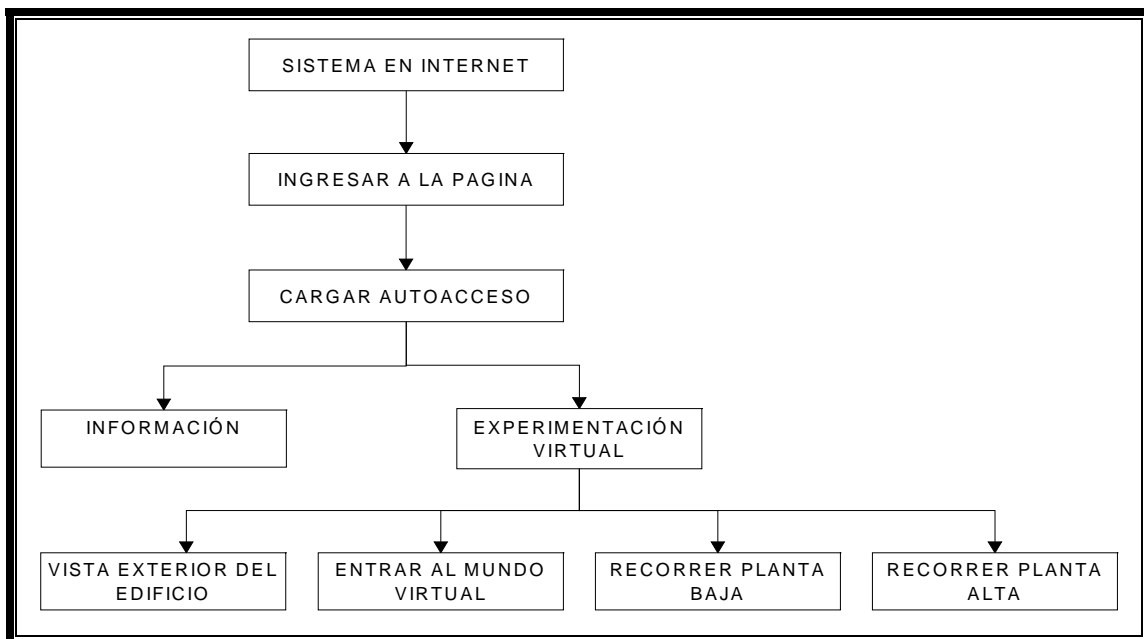 SISTEMA EN INTERNET
INGRESAR A LA PAGINA
CARGAR AUTOACCESO
INFORMACIÓN
EXPERIMENTACIÓN
VIRTUAL
VISTA EXTERIOR DEL
EDIFICIO
ENTRAR AL MUNDO
VIRTUAL
RECORRER PLANTA
BAJA
RECORRER PLANTA
ALTA